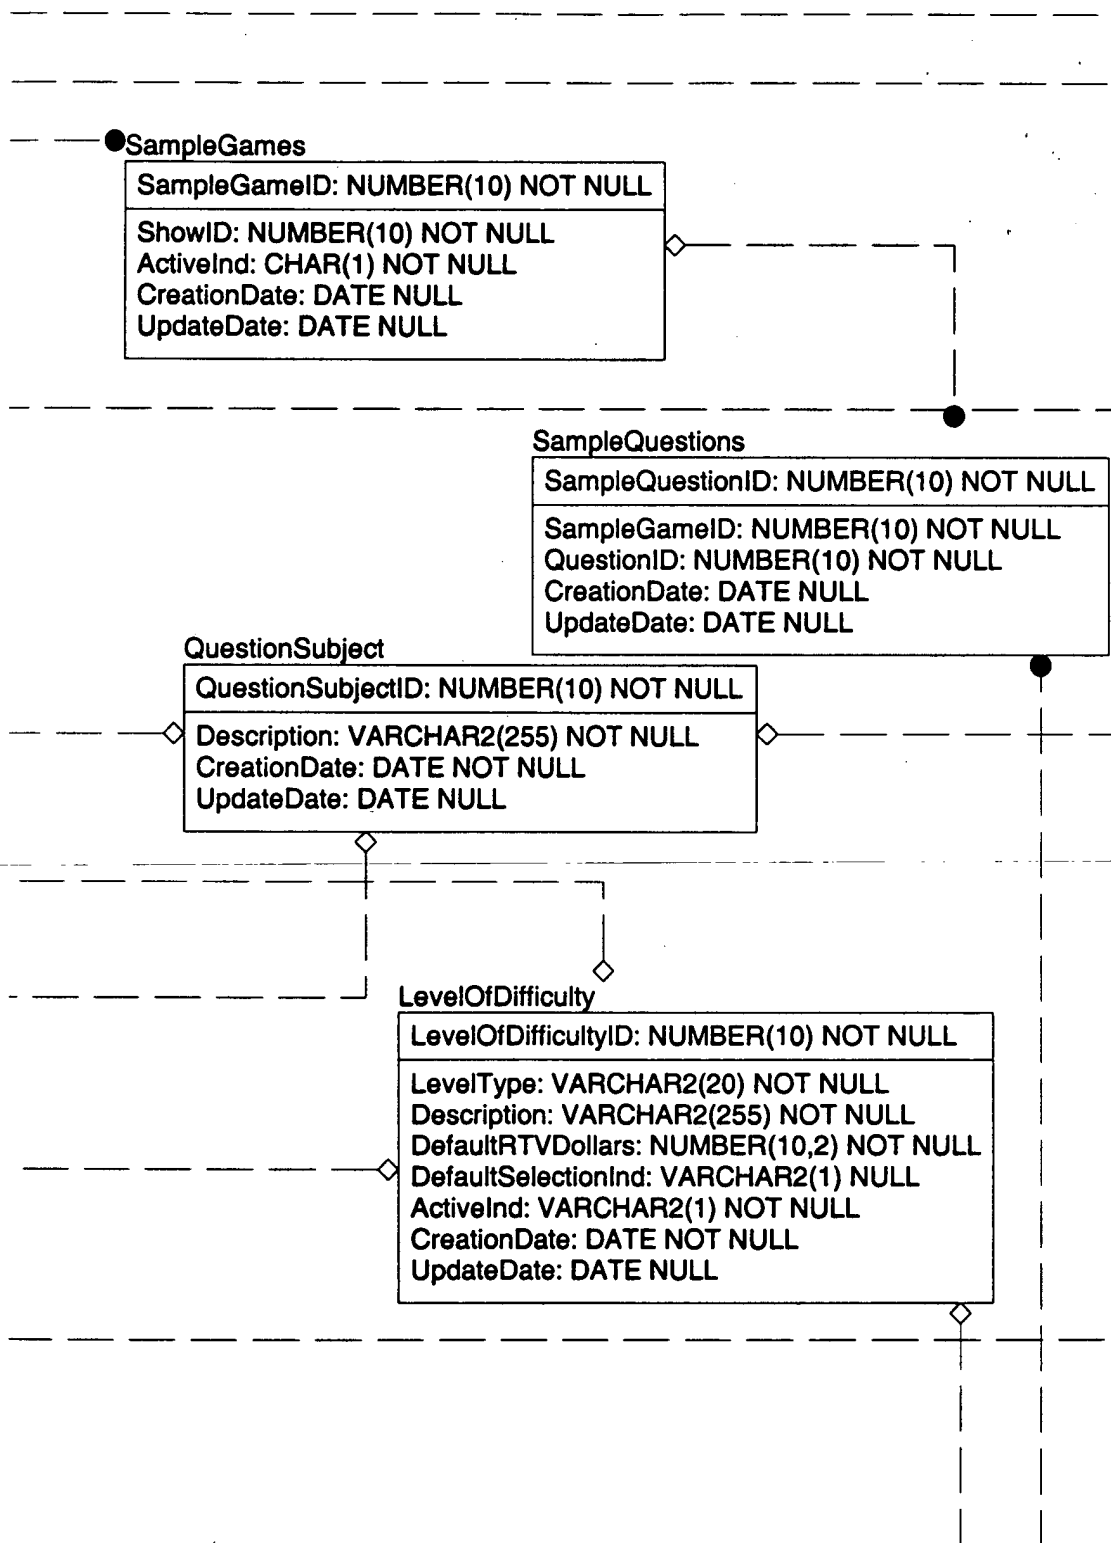 SampleGames
SampleGameID: NUMBER(10) NOT NULL
ShowID: NUMBER(10) NOT NULL
ActiveInd: CHAR(1) NOT NULL
CreationDate: DATE NULL
UpdateDate: DATE NULL
SampleQuestions
SampleQuestionID: NUMBER(10) NOT NULL
SampleGameID: NUMBER(10) NOT NULL
QuestionID: NUMBER(10) NOT NULL
CreationDate: DATE NULL
UpdateDate: DATE NULL
QuestionSubject
QuestionSubjectID: NUMBER(10) NOT NULL
Description: VARCHAR2(255) NOT NULL
CreationDate: DATE NOT NULL
UpdateDate: DATE NULL
LevelOfDifficulty
LevelOfDifficultyID: NUMBER(10) NOT NULL
LevelType: VARCHAR2(20) NOT NULL
Description: VARCHAR2(255) NOT NULL
DefaultRTVDollars: NUMBER(10,2) NOT NULL
DefaultSelectionInd: VARCHAR2(1) NULL
ActiveInd: VARCHAR2(1) NOT NULL
CreationDate: DATE NOT NULL
UpdateDate: DATE NULL